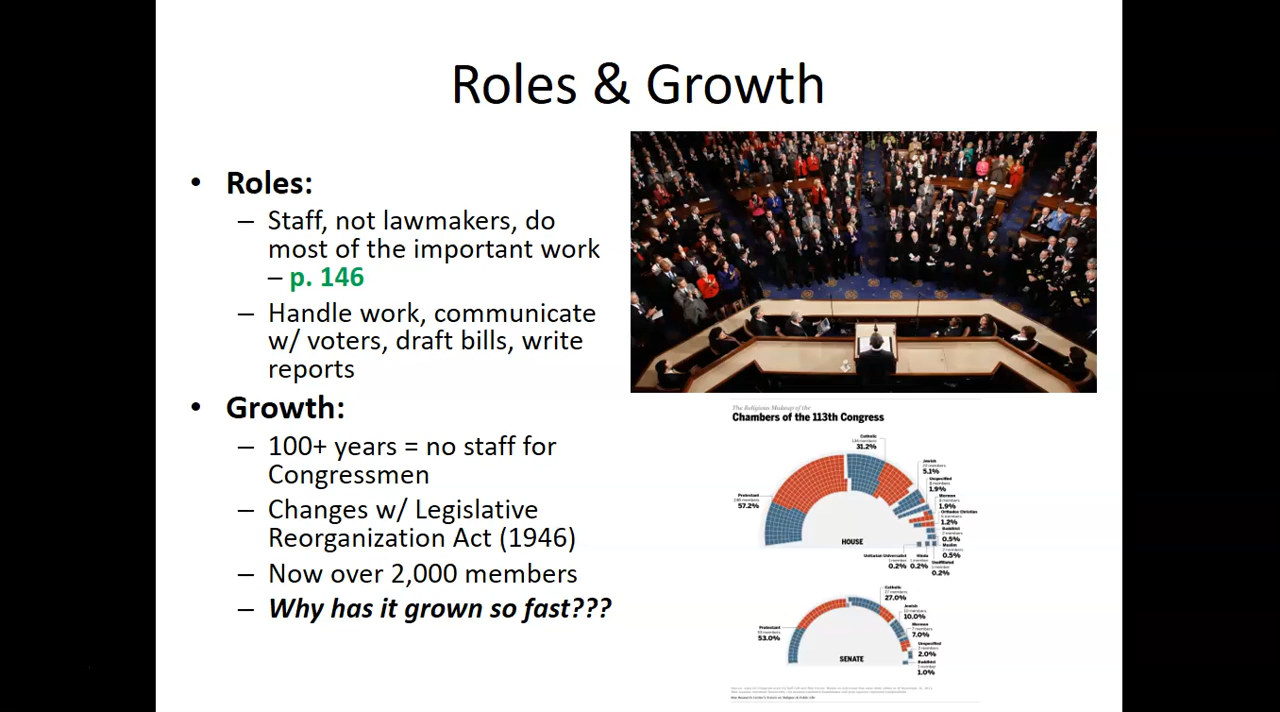 Roles & Growth
• Roles:
– Staff, not lawmakers, do
most of the important work
– p. 146
– Handle work, communicate
w/ voters, draft bills, write
reports
• Growth:
– 100+ years = no staff for
Congressmen
– Changes w/ Legislative
Reorganization Act (1946)
– Now over 2,000 members
– Why has it grown so fast???
The Religious Makeup of the
Chambers of the 113th Congress
Catholic
31.2%
Jewish
5.1%
Unspecified
1.9%
Mormon
1.9%
Orthodox Christian
1.2%
Buddhist
0.5%
Muslim
0.5%
Protestant
57.2%
HOUSE
Unitarian Universalist
0.2%
Hindu
0.2%
Unaffiliated
0.2%
Catholic
27.0%
Jewish
10.0%
Mormon
7.0%
Unspecified
2.0%
Buddhist
1.0%
Protestant
53.0%
SENATE